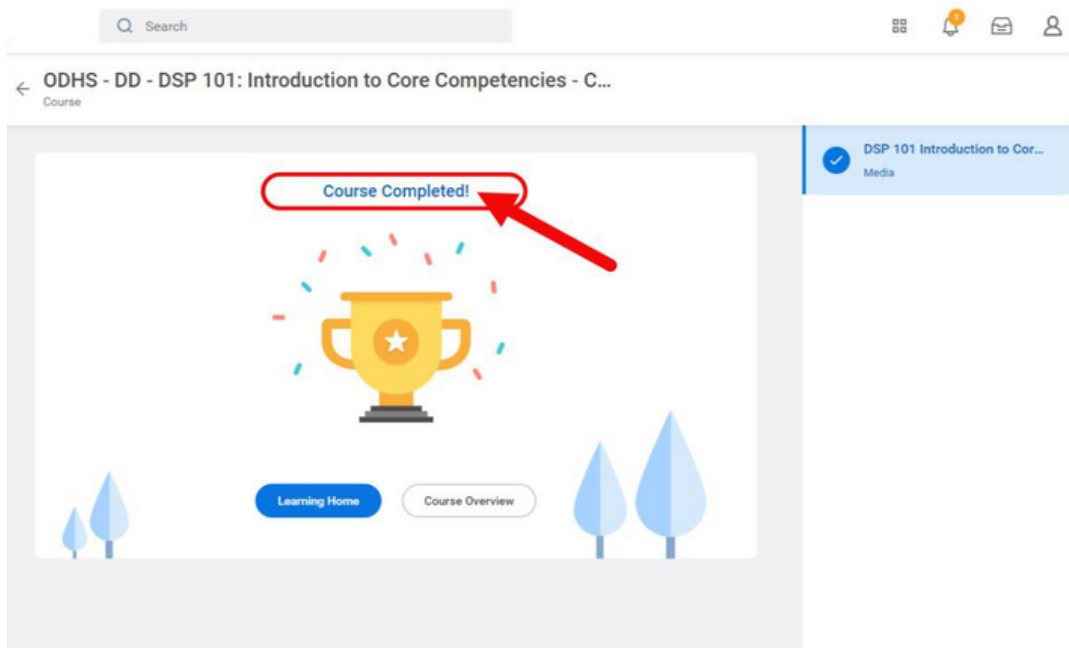 Search
1
ODHS - DD - DSP 101: Introduction to Core Competencies - C...
Course
DSP 101 Introduction to Cor...
Media
Course Completed!
Learning Home
Course Overview